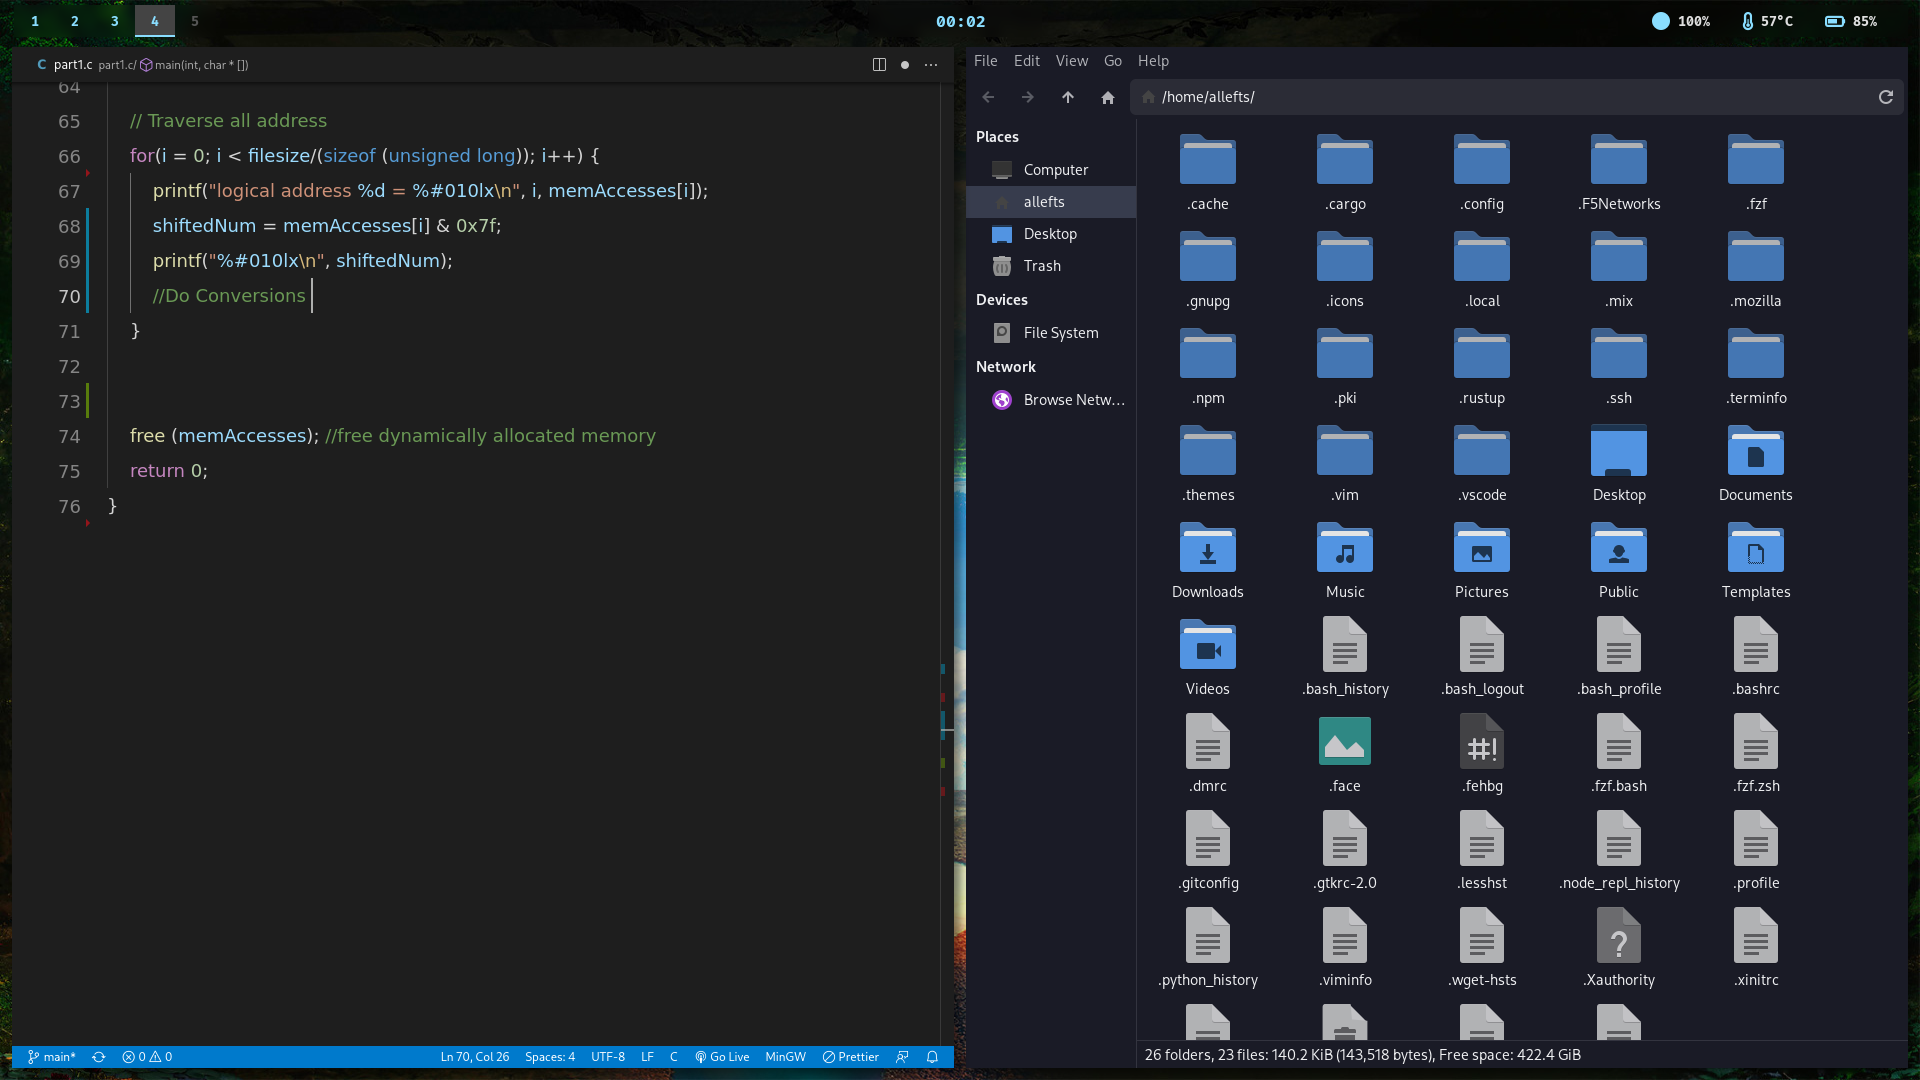 1 2 3 4 5
00:02
100% 57°C 85%
C part1.c part1.c/ main(int, char * [])
64
65 // Traverse all address
66 for(i = 0; i < filesize/(sizeof (unsigned long)); i++) {
67 printf("logical address %d = %#010lx\n", i, memAccesses[i]);
68 shiftedNum = memAccesses[i] & 0x7f;
69 printf("%#010lx\n", shiftedNum);
70 //Do Conversions
71 }
72
73
74 free (memAccesses); //free dynamically allocated memory
75 return 0;
76 }
main* 0 0 Ln 70, Col 26 Spaces: 4 UTF-8 LF C Go Live MinGW Prettier
File Edit View Go Help
/home/allefts/
Places
Computer
allefts
Desktop
Trash
Devices
File System
Network
Browse Netw...
.cache .cargo .config .F5Networks .fzf
.gnupg .icons .local .mix .mozilla
.npm .pki .rustup .ssh .terminfo
.themes .vim .vscode Desktop Documents
Downloads Music Pictures Public Templates
Videos .bash_history .bash_logout .bash_profile .bashrc
.dmrc .face .fehbg .fzf.bash .fzf.zsh
.gitconfig .gtkrc-2.0 .lesshst .node_repl_history .profile
.python_history .viminfo .wget-hsts .Xauthority .xinitrc
26 folders, 23 files: 140.2 KiB (143,518 bytes), Free space: 422.4 GiB